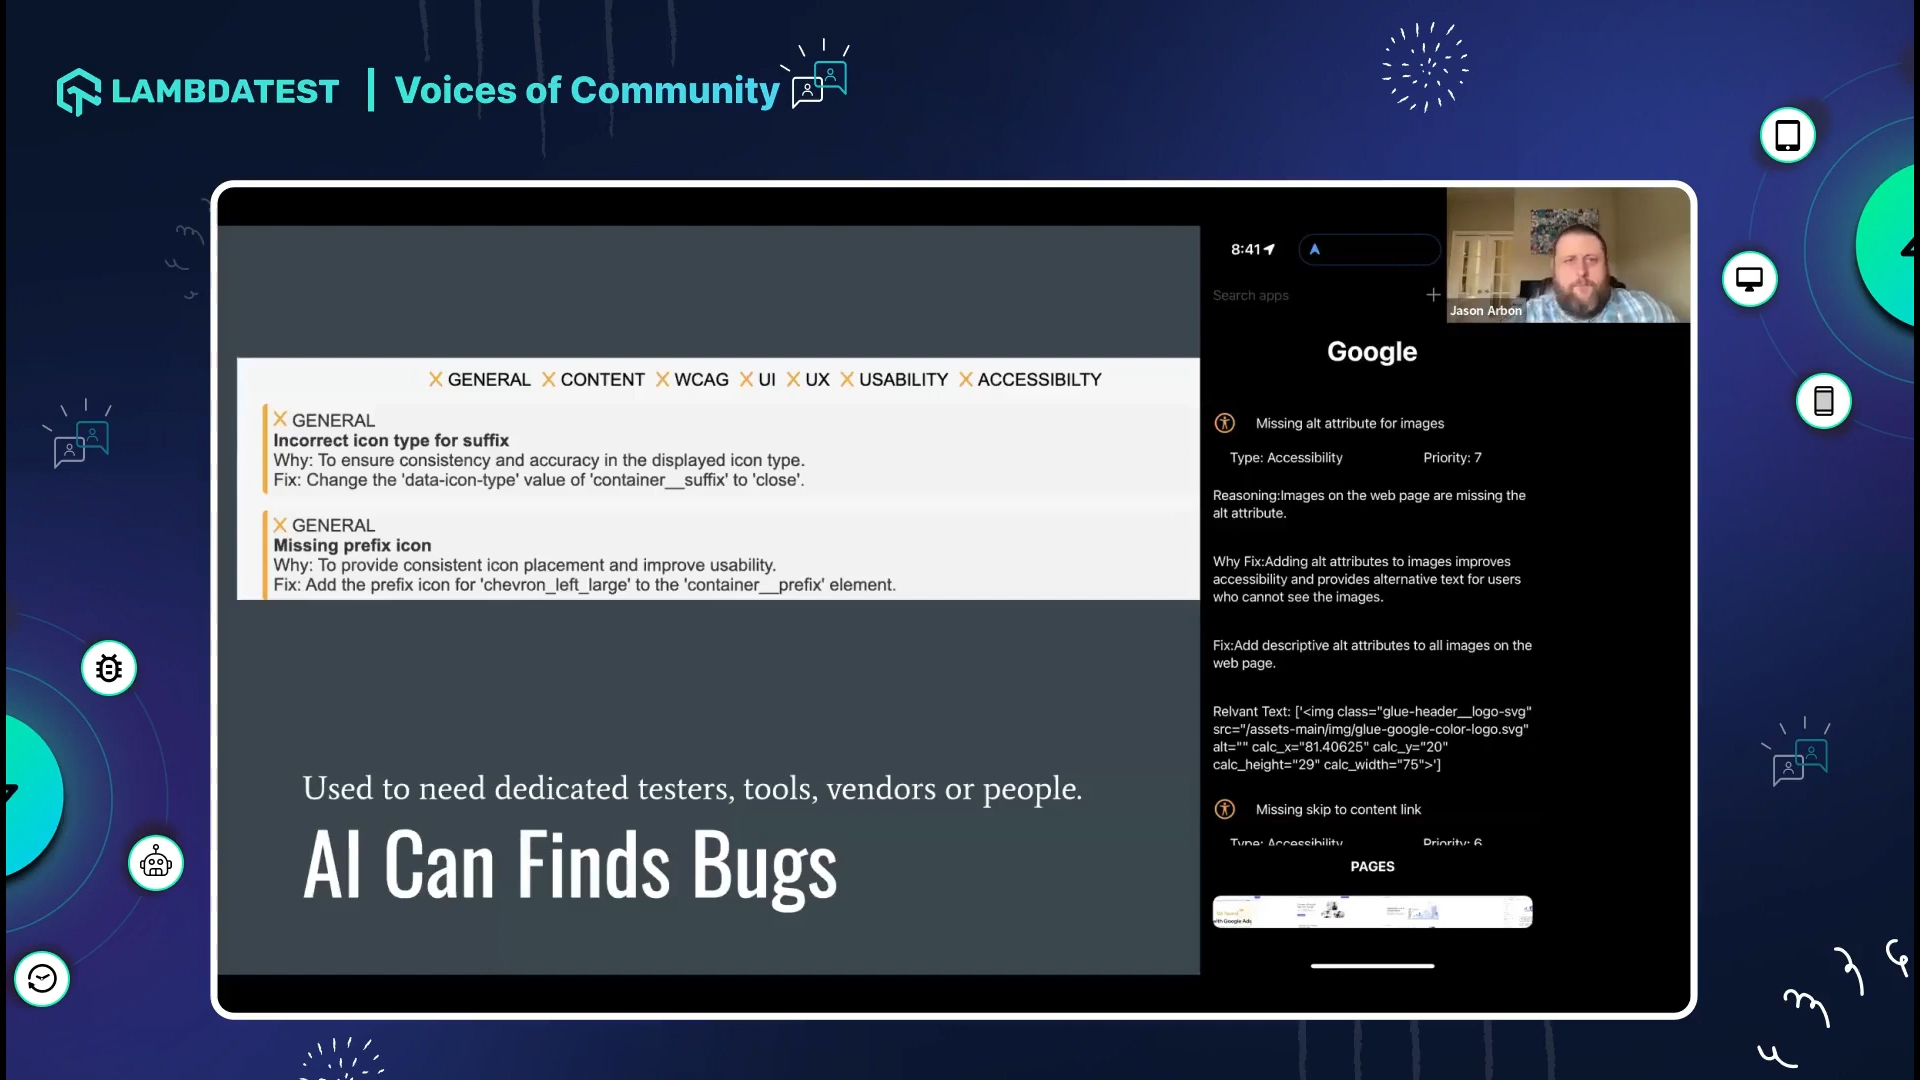 LAMBDATEST | Voices of Community
X GENERAL X CONTENT X WCAG X UI X UX X USABILITY X ACCESSIBILTY
X GENERAL
Incorrect icon type for suffix
Why: To ensure consistency and accuracy in the displayed icon type.
Fix: Change the 'data-icon-type' value of 'container__suffix' to 'close'.
X GENERAL
Missing prefix icon
Why: To provide consistent icon placement and improve usability.
Fix: Add the prefix icon for 'chevron_left_large' to the 'container__prefix' element.
Used to need dedicated testers, tools, vendors or people.
AI Can Finds Bugs
8:41
Search apps
Jason Arbon
Google
Missing alt attribute for images
Type: Accessibility Priority: 7
Reasoning:Images on the web page are missing the
alt attribute.
Why Fix:Adding alt attributes to images improves
accessibility and provides alternative text for users
who cannot see the images.
Fix:Add descriptive alt attributes to all images on the
web page.
Relvant Text: ['<img class="glue-header__logo-svg"
src="/assets-main/img/glue-google-color-logo.svg"
alt="" calc_x="81.40625" calc_y="20"
calc_height="29" calc_width="75">']
Missing skip to content link
Type: Accessibility Priority: 6
PAGES
with Google Ads